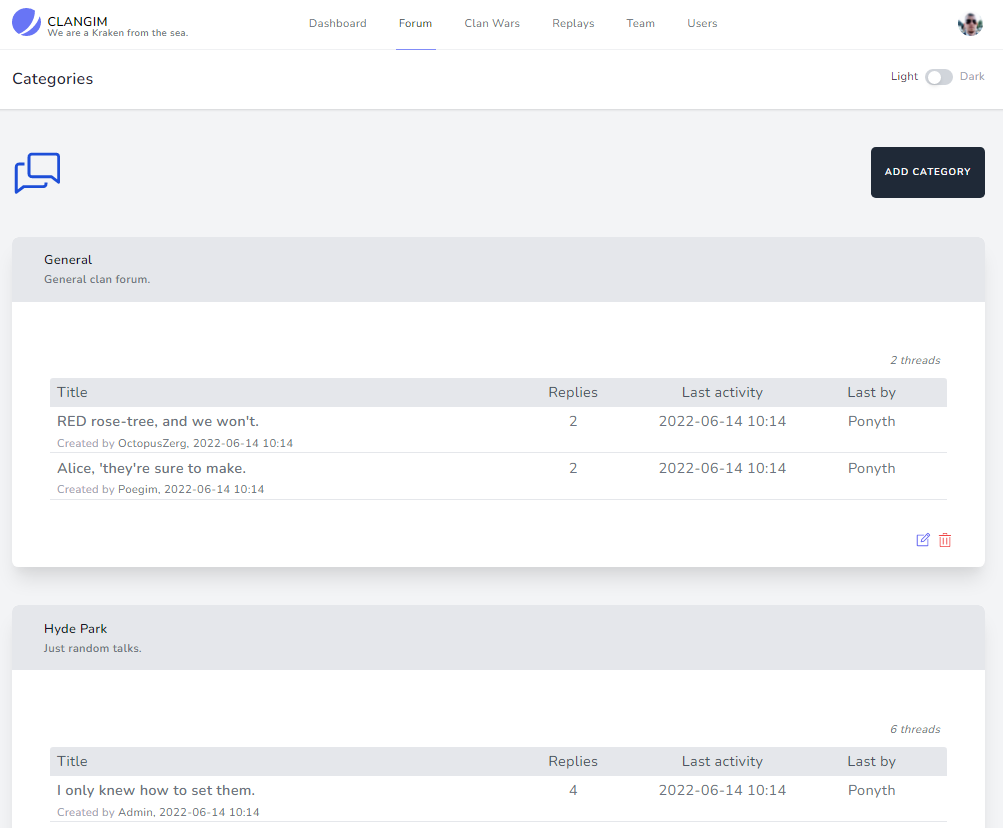 CLANGIM
We are a Kraken from the sea.
Dashboard Forum Clan Wars Replays Team Users
Categories
Light Dark
ADD CATEGORY
General
General clan forum.
2 threads
Title Replies Last activity Last by
RED rose-tree, and we won't. 2 2022-06-14 10:14 Ponyth
Created by OctopusZerg, 2022-06-14 10:14
Alice, 'they're sure to make. 2 2022-06-14 10:14 Ponyth
Created by Poegim, 2022-06-14 10:14
Hyde Park
Just random talks.
6 threads
Title Replies Last activity Last by
I only knew how to set them. 4 2022-06-14 10:14 Ponyth
Created by Admin, 2022-06-14 10:14